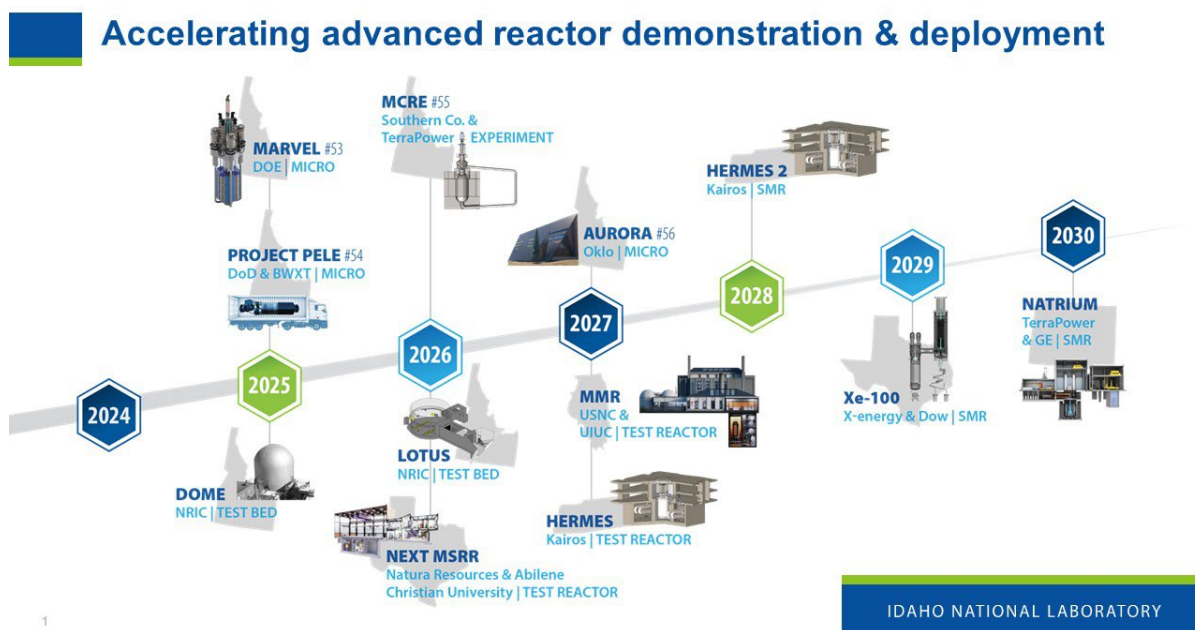 Accelerating advanced reactor demonstration & deployment
MARVEL #53
DOE | MICRO
PROJECT PELE #54
DoD & BWXT | MICRO
MCRE #55
Southern Co. &
TerraPower | EXPERIMENT
AURORA #56
Oklo | MICRO
HERMES 2
Kairos | SMR
2024
2025
2026
2027
2028
2029
2030
DOME
NRIC | TEST BED
LOTUS
NRIC | TEST BED
NEXT MSRR
Natura Resources & Abilene
Christian University | TEST REACTOR
MMR
USNC &
UIUC | TEST REACTOR
HERMES
Kairos | TEST REACTOR
Xe-100
X-energy & Dow | SMR
NATRIUM
TerraPower
& GE | SMR
1
IDAHO NATIONAL LABORATORY